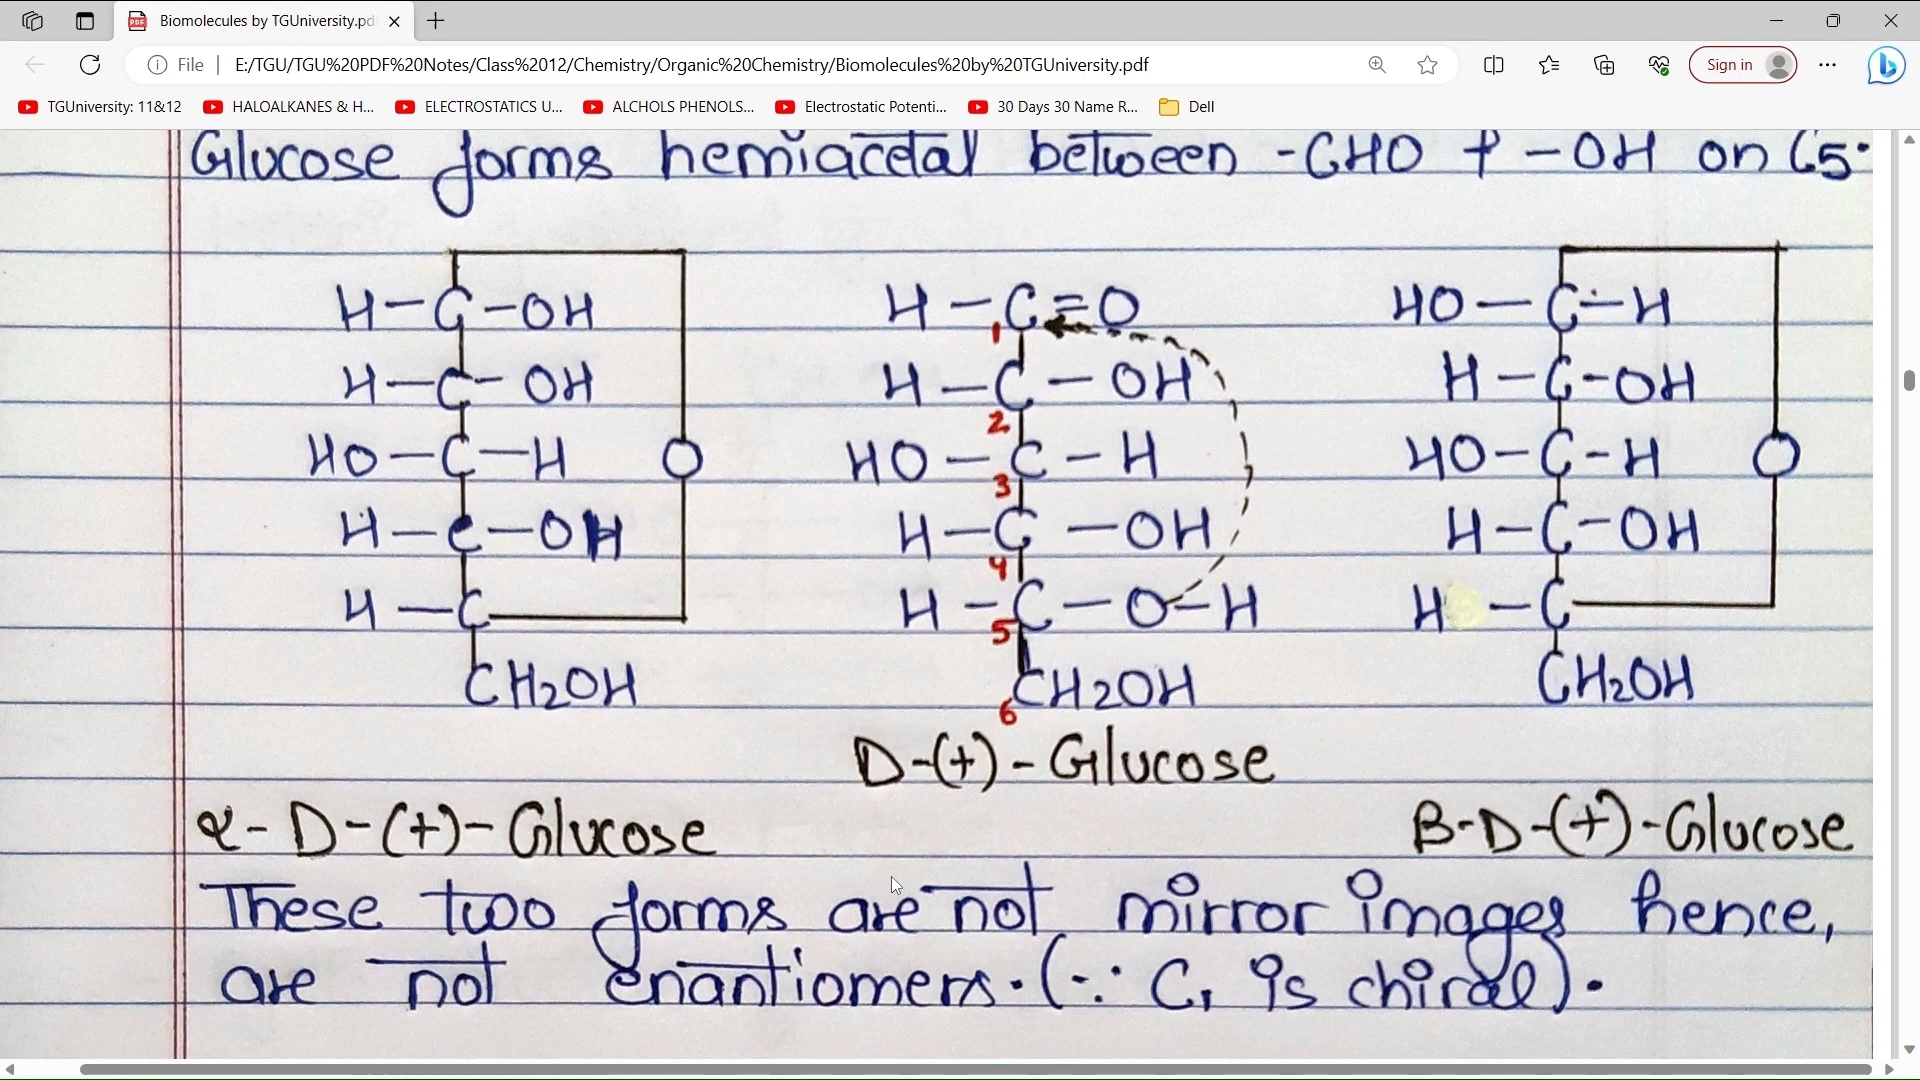 Biomolecules by TGUniversity.pd
File
E:/TGU/TGU%20PDF%20Notes/Class%2012/Chemistry/Organic%20Chemistry/Biomolecules%20by%20TGUniversity.pdf
Sign in
TGUniversity: 11&12 HALOALKANES & H... ELECTROSTATICS U... ALCHOLS PHENOLS... Electrostatic Potenti... 30 Days 30 Name R... Dell
Glucose forms hemiacetal between -CHO + -OH on C5.
H-C-OH
H-C-OH
HO-C-H O
H-C-OH
H-C
CH2OH
α-D-(+)-Glucose
H-C=O
1
H-C-OH
2
HO-C-H
3
H-C-OH
4
H-C-O-H
5
CH2OH
6
D-(+)-Glucose
HO-C-H
H-C-OH
HO-C-H O
H-C-OH
H-C
CH2OH
B-D-(+)-Glucose
These two forms are not mirror images hence,
are not enantiomers. (∵ C1 is chiral).